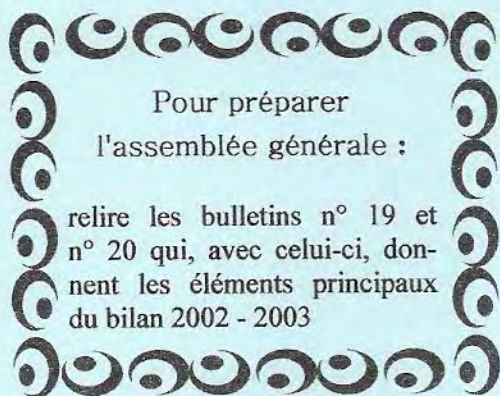 Pour préparer
l'assemblée générale :
relire les bulletins n° 19 et
n° 20 qui, avec celui-ci, don-
nent les éléments principaux
du bilan 2002 - 2003